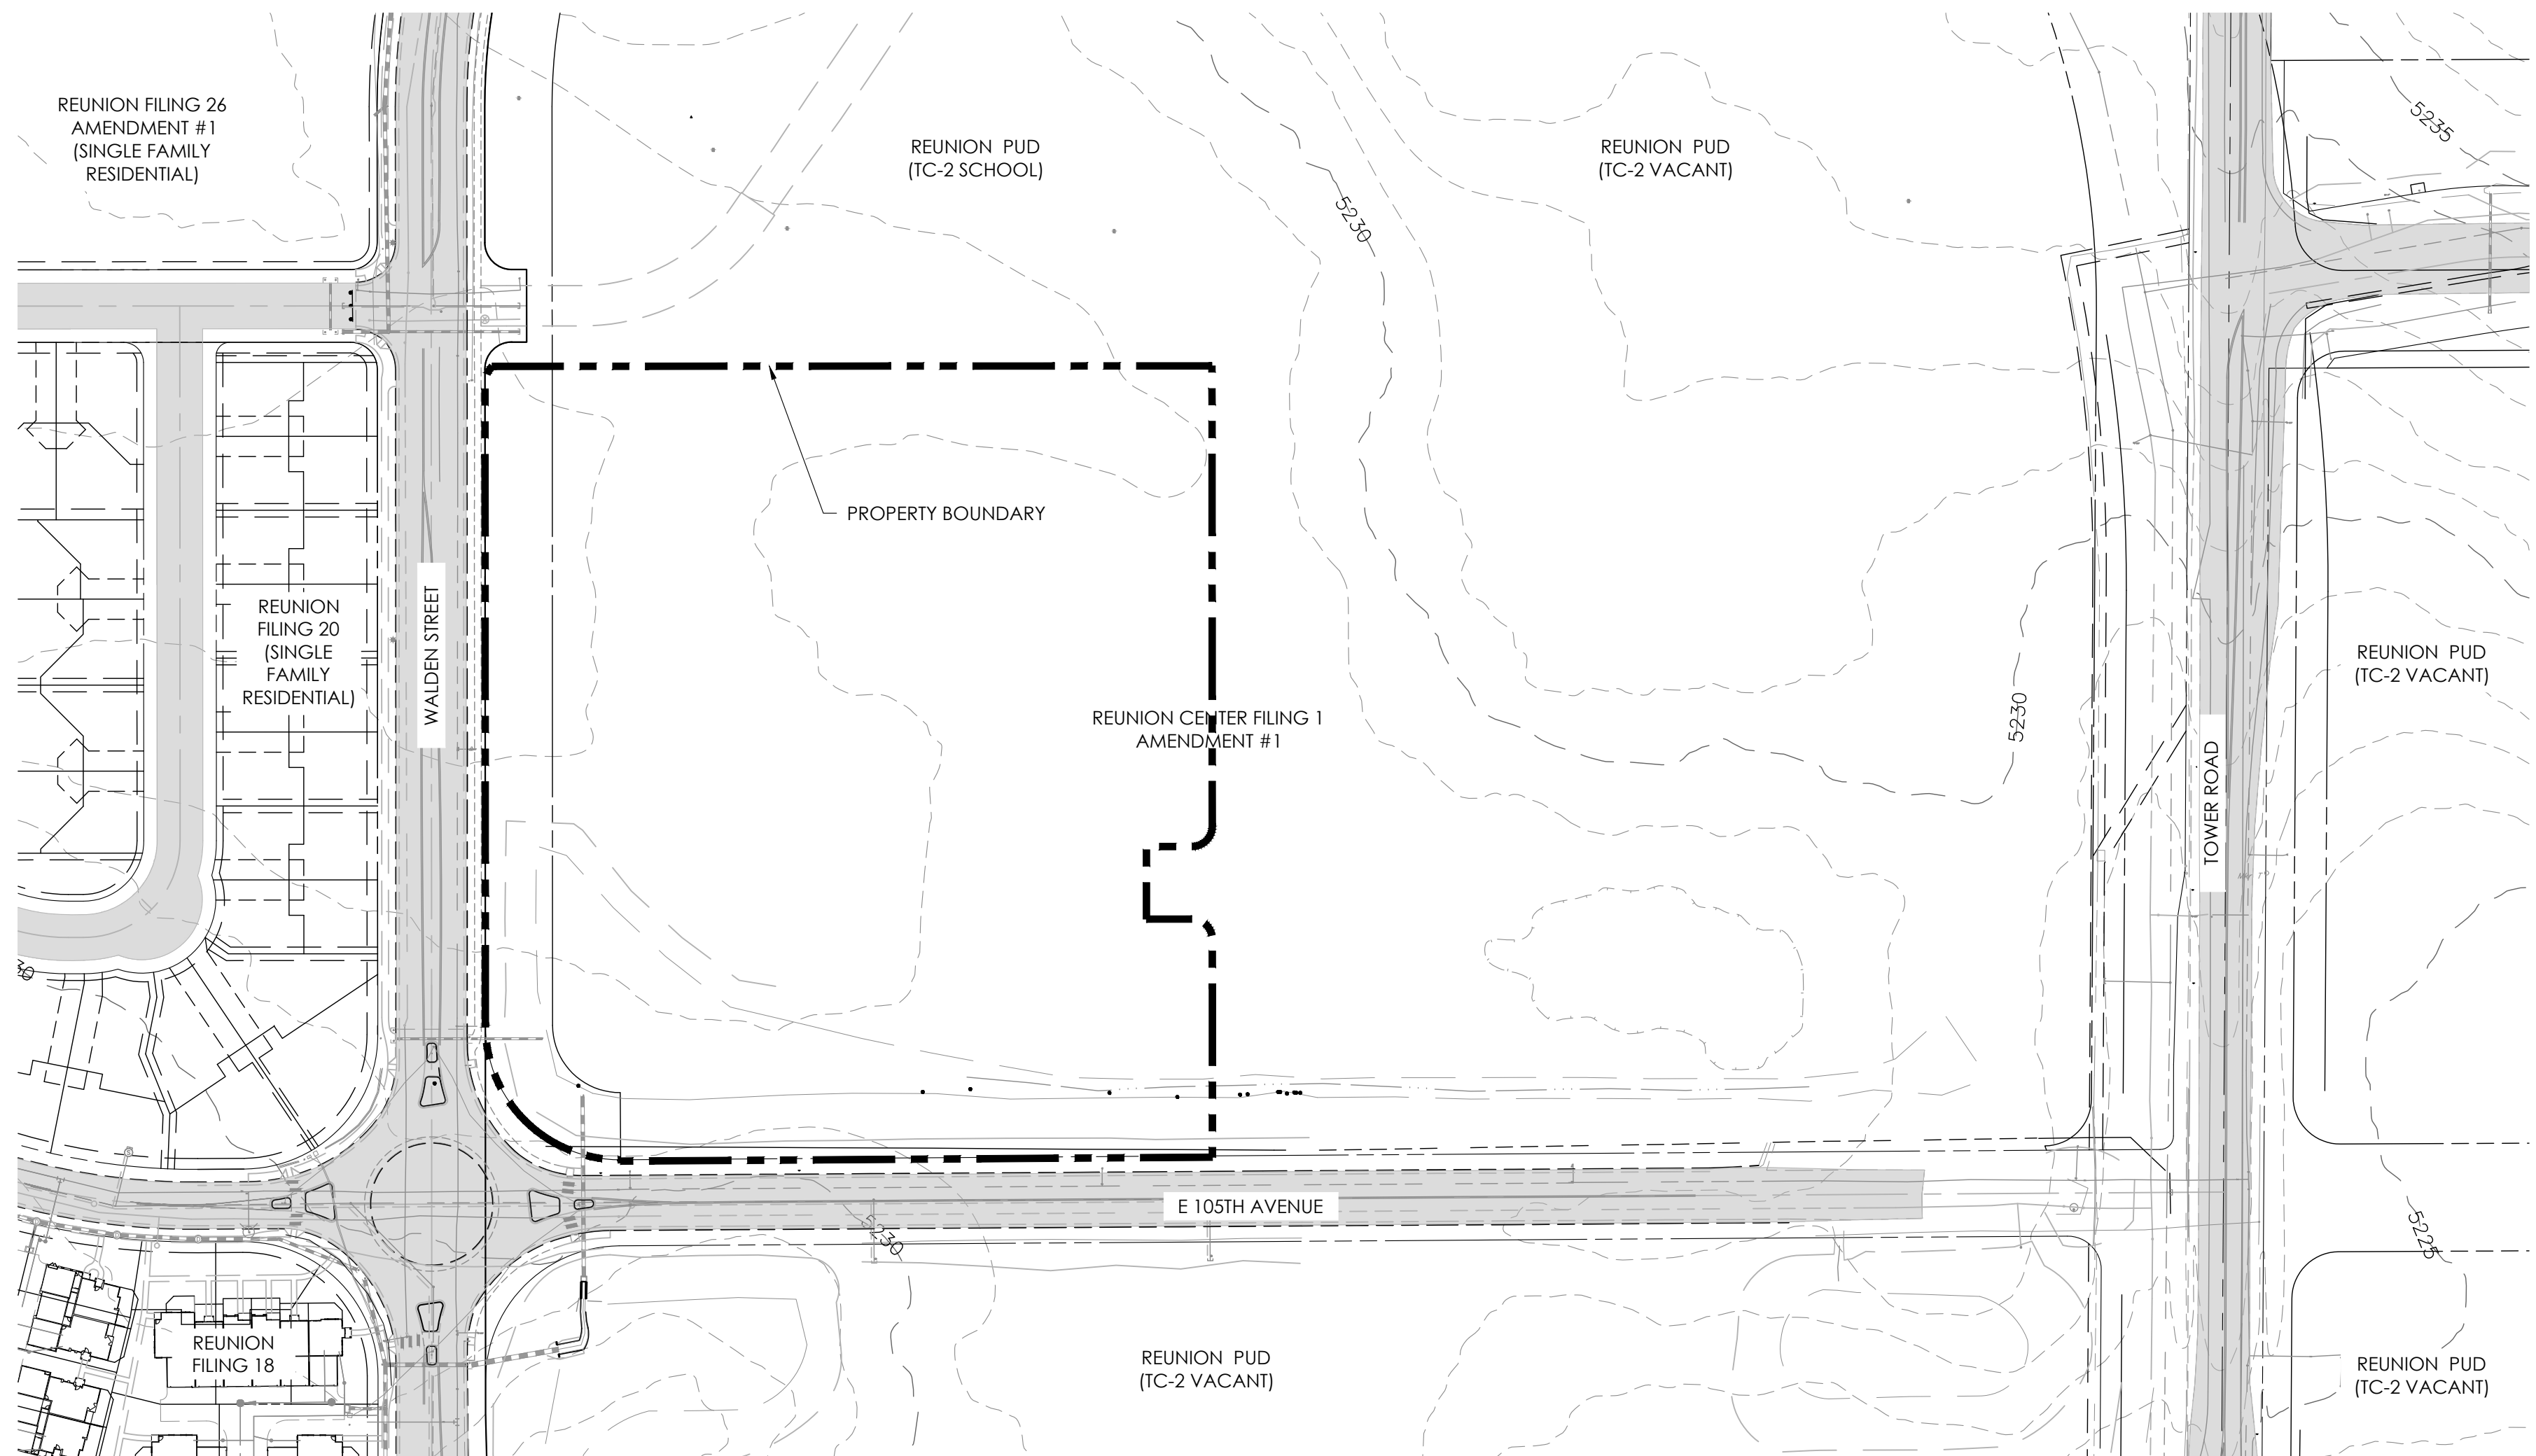 REUNION FILING 26
AMENDMENT #1
(SINGLE FAMILY
RESIDENTIAL)
REUNION PUD
(TC-2 SCHOOL)
REUNION PUD
(TC-2 VACANT)
5235
5230
PROPERTY BOUNDARY
REUNION
FILING 20
(SINGLE
FAMILY
RESIDENTIAL)
WALDEN STREET
REUNION CENTER FILING 1
AMENDMENT #1
5230
TOWER ROAD
REUNION PUD
(TC-2 VACANT)
30
E 105TH AVENUE
5230
5225
REUNION
FILING 18
REUNION PUD
(TC-2 VACANT)
REUNION PUD
(TC-2 VACANT)